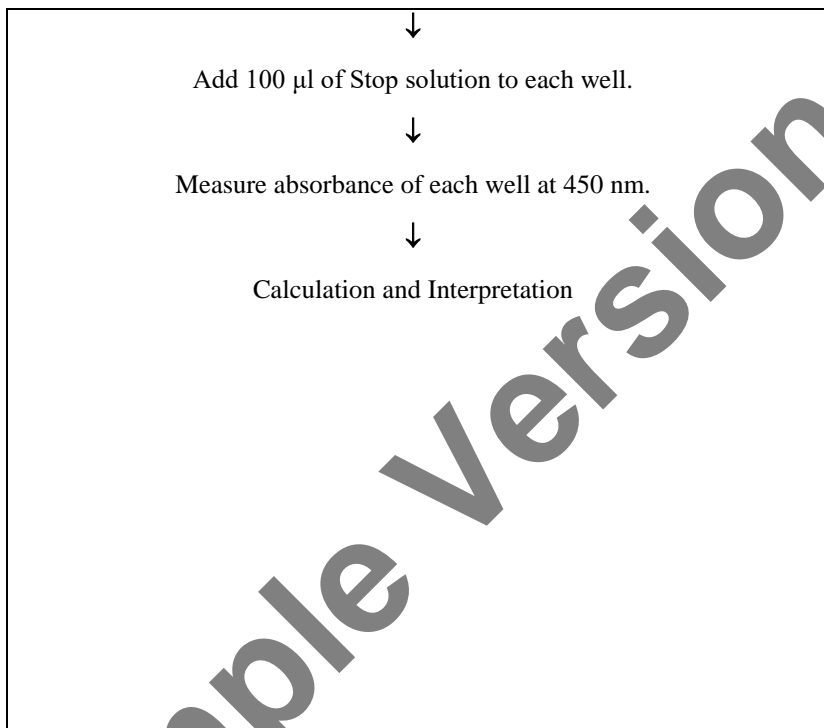 ↓
Add 100 μl of Stop solution to each well.
↓
Measure absorbance of each well at 450 nm.
↓
Calculation and Interpretation
mple Version